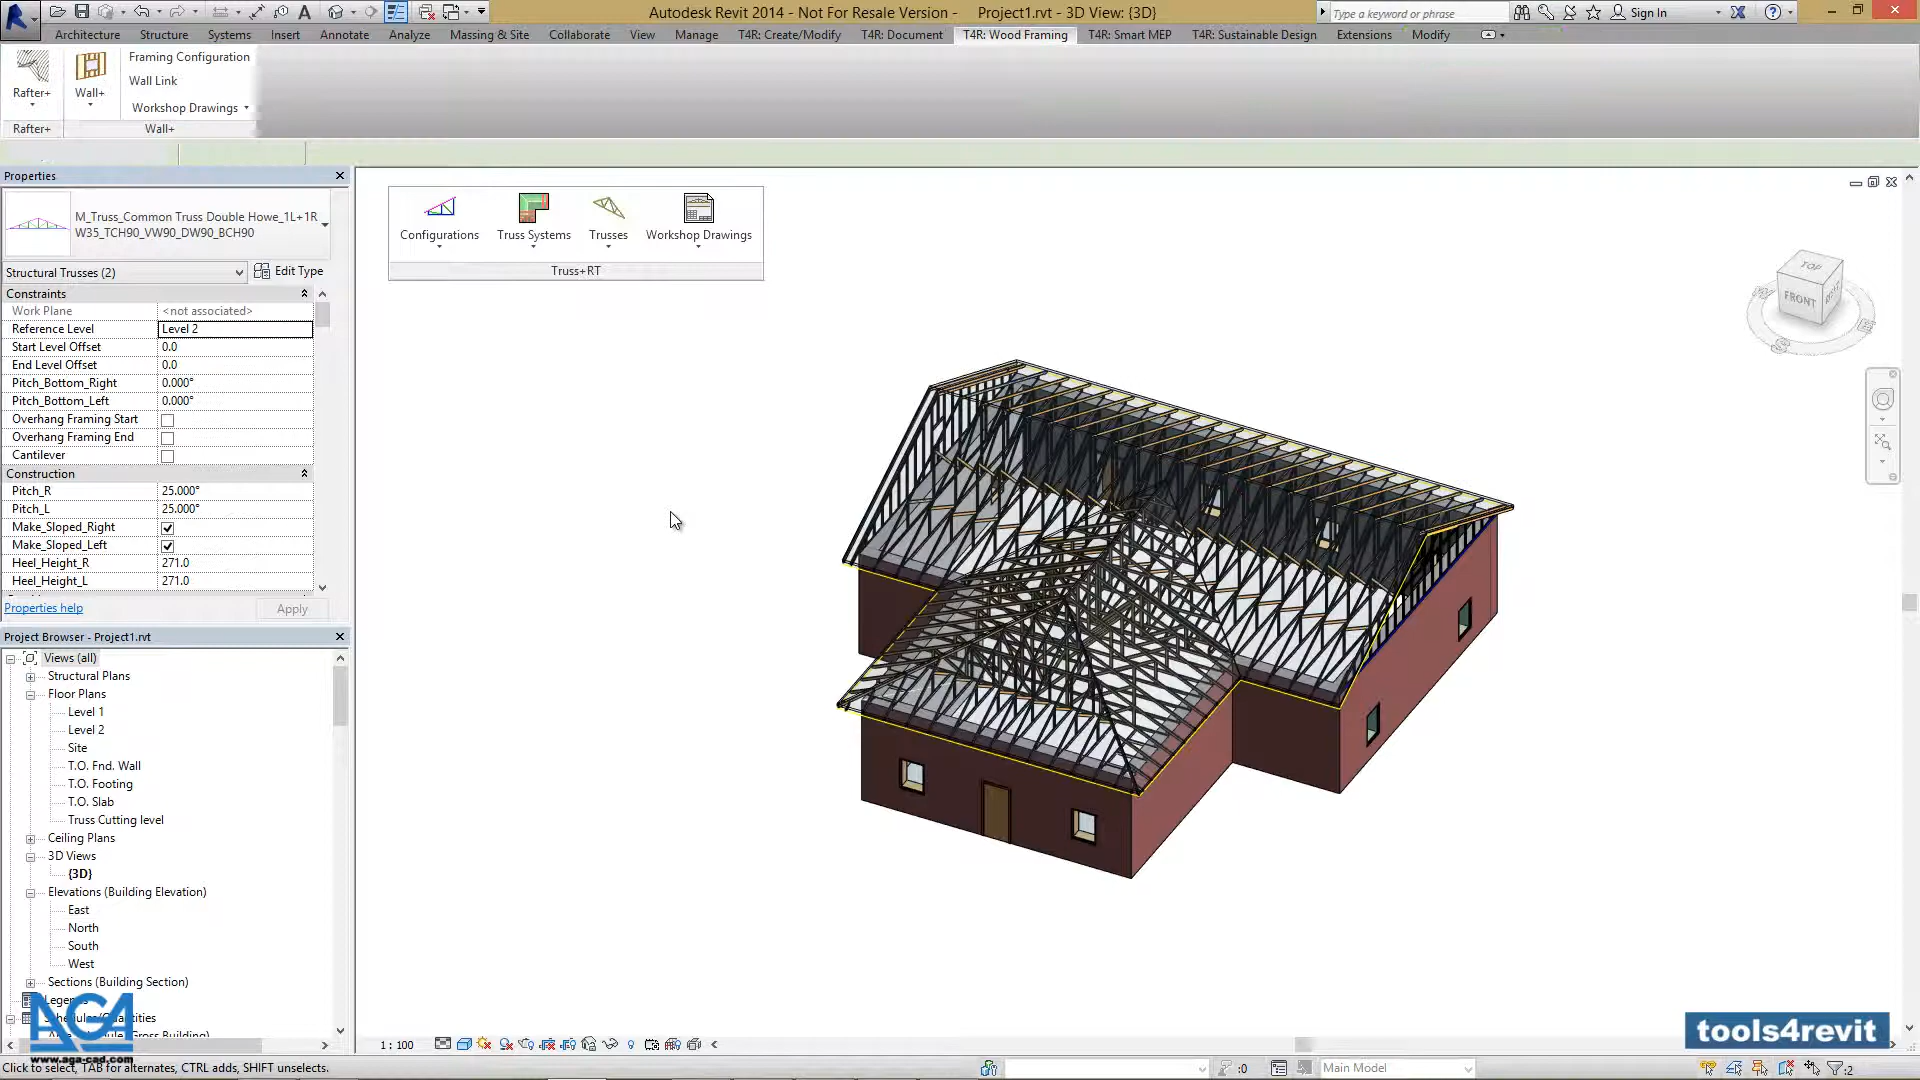 Autodesk Revit 2014 - Not For Resale Version - Project1.rvt - 3D View: {3D}
Type a keyword or phrase
Sign In
Architecture Structure Systems Insert Annotate Analyze Massing & Site Collaborate View Manage T4R: Create/Modify T4R: Document T4R: Wood Framing T4R: Smart MEP T4R: Sustainable Design Extensions Modify
Rafter+
Wall+
Framing Configuration
Wall Link
Workshop Drawings
Rafter+
Wall+
Properties
M_Truss_Common Truss Double Howe_1L+1R
W35_TCH90_VW90_DW90_BCH90
Structural Trusses (2)
Edit Type
Constraints
Work Plane <not associated>
Reference Level Level 2
Start Level Offset 0.0
End Level Offset 0.0
Pitch_Bottom_Right 0.000°
Pitch_Bottom_Left 0.000°
Overhang Framing Start
Overhang Framing End
Cantilever
Construction
Pitch_R 25.000°
Pitch_L 25.000°
Make_Sloped_Right
Make_Sloped_Left
Heel_Height_R 271.0
Heel_Height_L 271.0
Properties help
Apply
Configurations Truss Systems Trusses Workshop Drawings
Truss+RT
TOP
FRONT
S
E
Project Browser - Project1.rvt
Views (all)
Structural Plans
Floor Plans
Level 1
Level 2
Site
T.O. Fnd. Wall
T.O. Footing
T.O. Slab
Truss Cutting level
Ceiling Plans
3D Views
{3D}
Elevations (Building Elevation)
East
North
South
West
Sections (Building Section)
AGA
www.aga-cad.com
1 : 100
tools4revit
Click to select, TAB for alternates, CTRL adds, SHIFT unselects.
:0
Main Model
:2